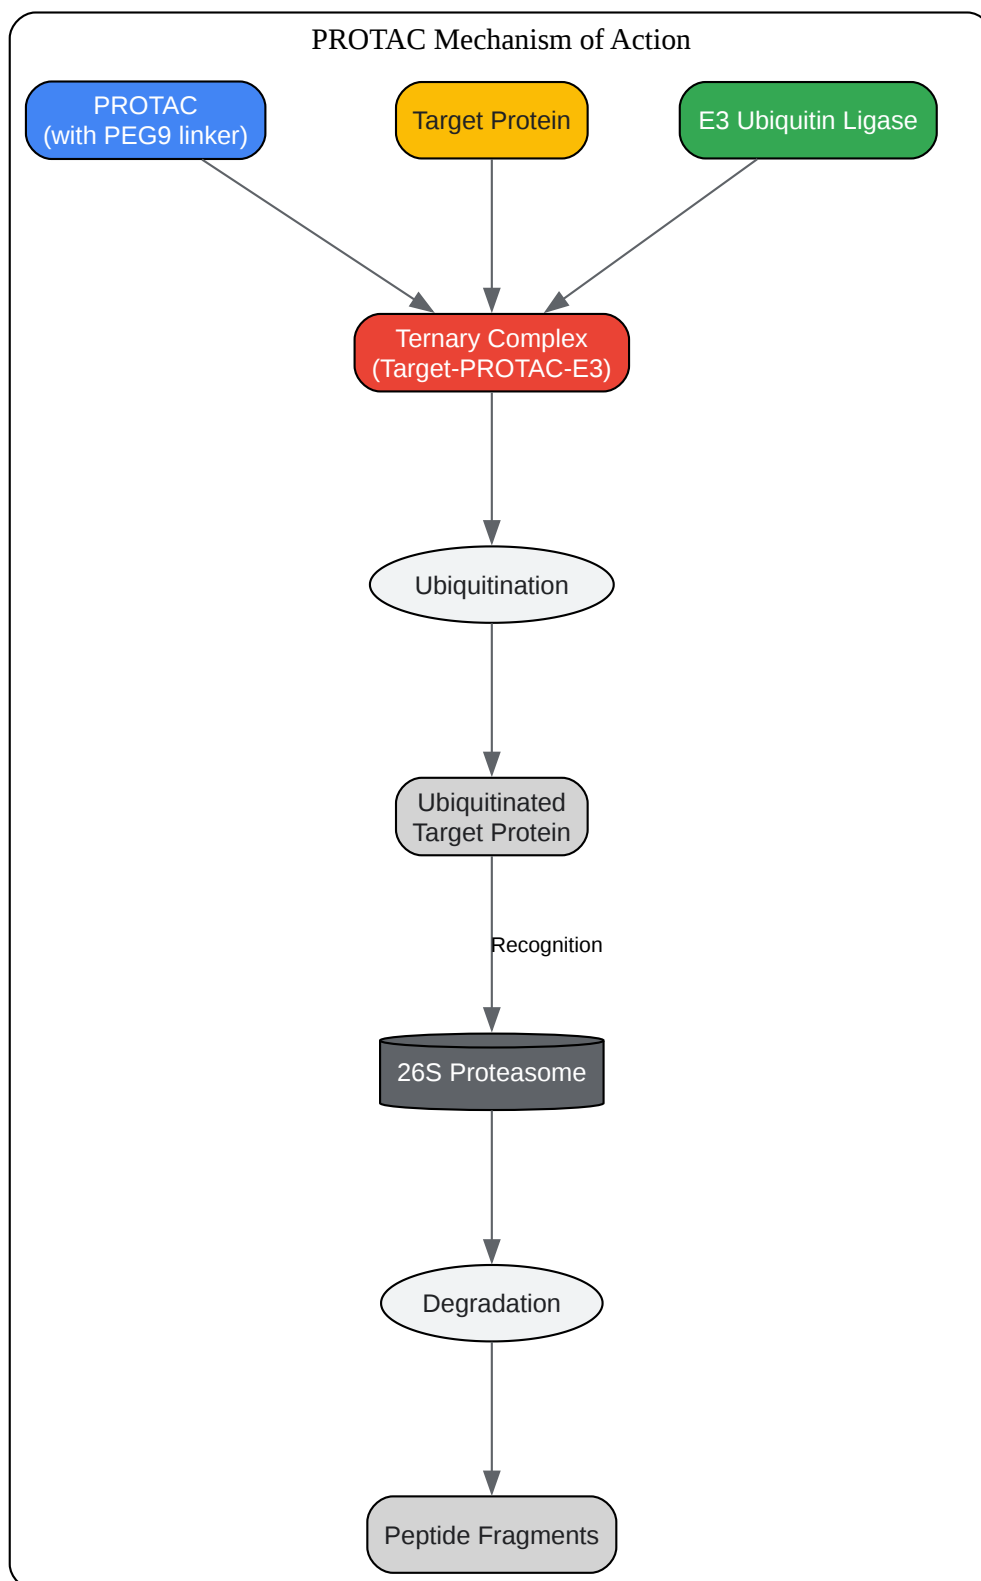 PROTAC Mechanism of Action
PROTAC
(with PEG9 linker)
Target Protein
E3 Ubiquitin Ligase
Ternary Complex
(Target-PROTAC-E3)
Ubiquitination
Ubiquitinated
Target Protein
Recognition
26S Proteasome
Degradation
Peptide Fragments